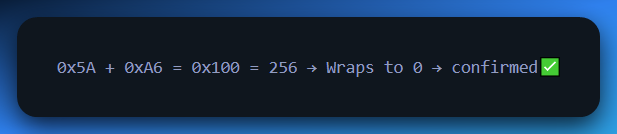 0x5A + 0xA6 = 0x100 = 256 → Wraps to 0 → confirmed✅